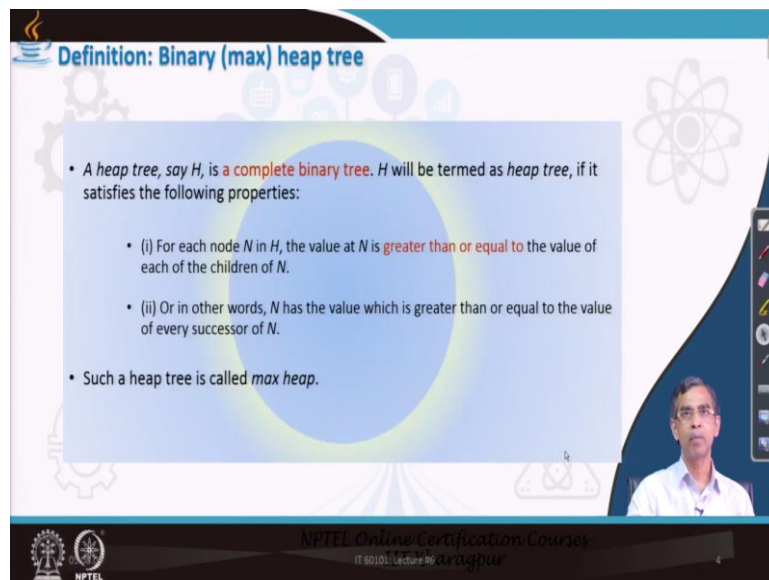 Definition: Binary (max) heap tree
• A heap tree, say H, is a complete binary tree. H will be termed as heap tree, if it
satisfies the following properties:
• (i) For each node N in H, the value at N is greater than or equal to the value of
each of the children of N.
• (ii) Or in other words, N has the value which is greater than or equal to the value
of every successor of N.
• Such a heap tree is called max heap.
NPTEL Online Certification Courses
IT 60101: Lecture #6
Kharagpur
4
NPTEL